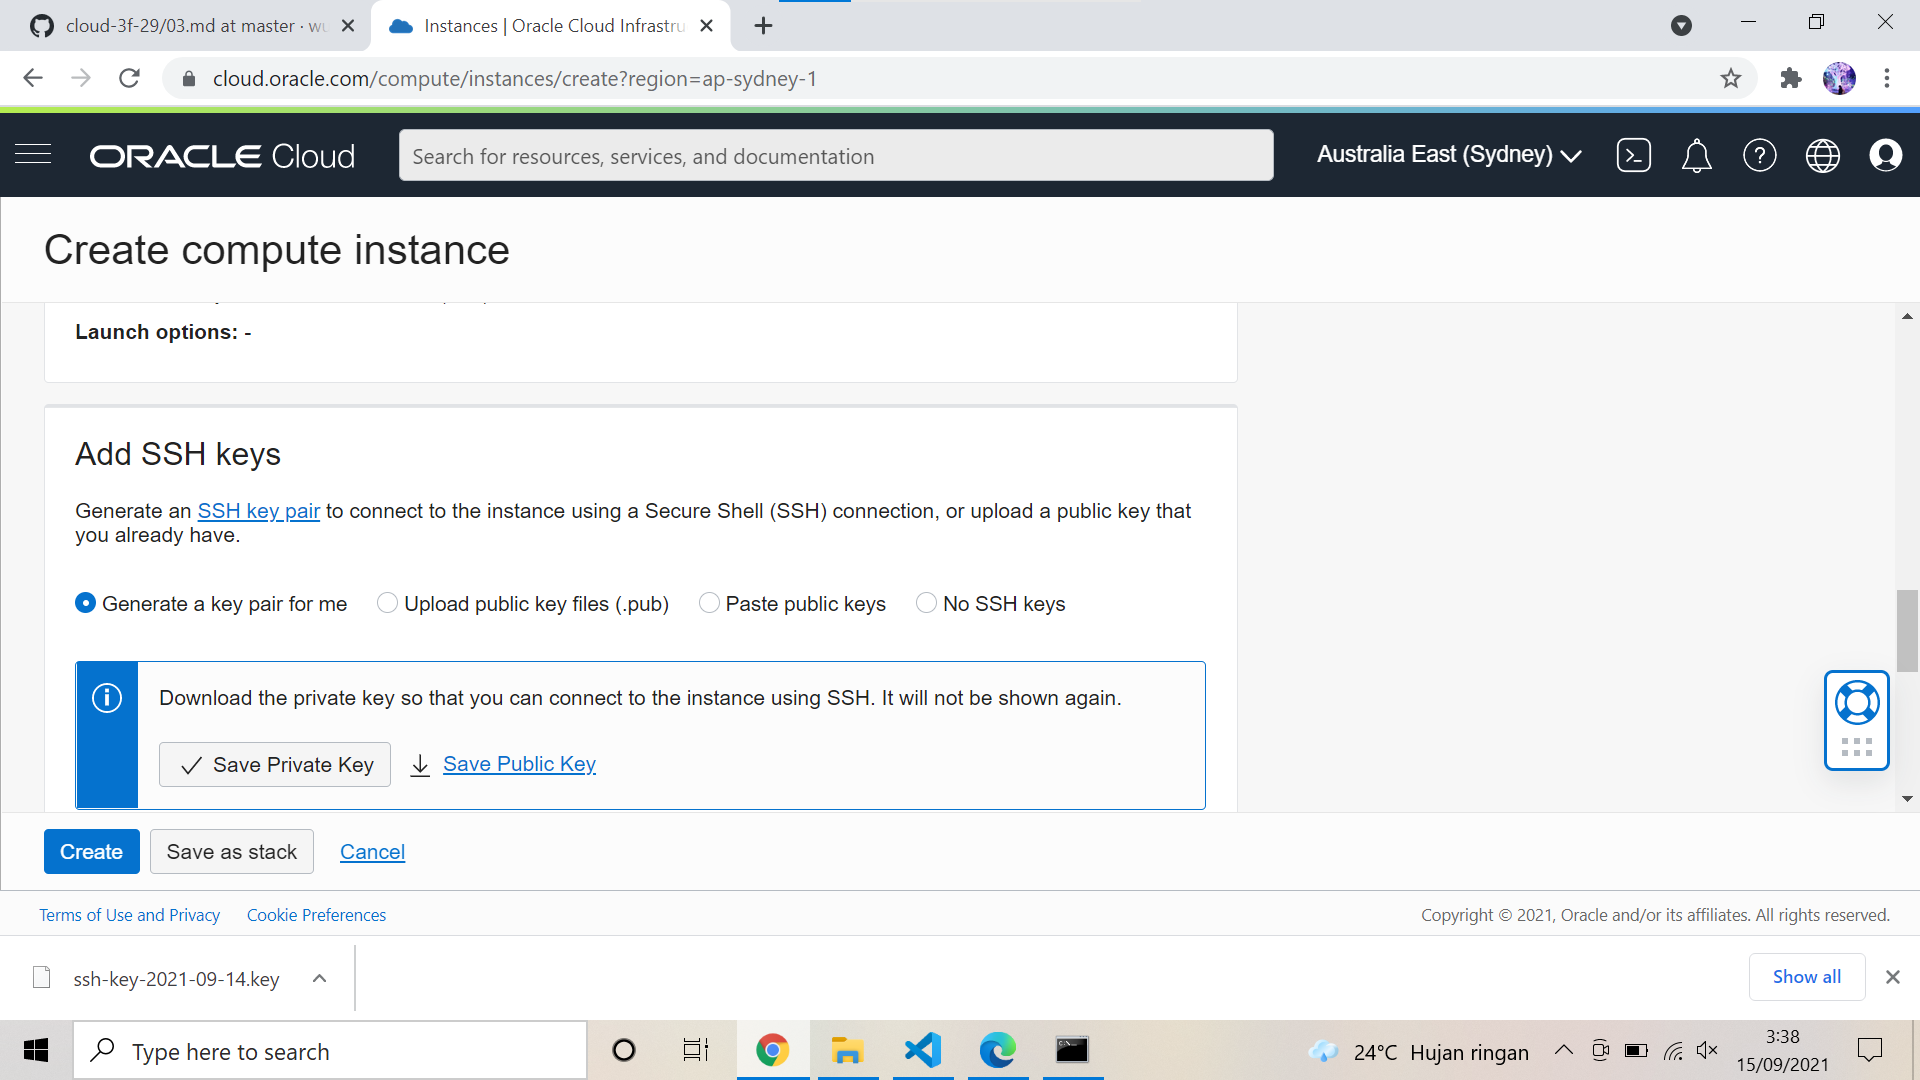 cloud-3f-29/03.md at master · wu
Instances | Oracle Cloud Infrastru
cloud.oracle.com/compute/instances/create?region=ap-sydney-1
ORACLE Cloud
Search for resources, services, and documentation
Australia East (Sydney)
Create compute instance
Launch options: -
Add SSH keys
Generate an SSH key pair to connect to the instance using a Secure Shell (SSH) connection, or upload a public key that
you already have.
Generate a key pair for me
Upload public key files (.pub)
Paste public keys
No SSH keys
Download the private key so that you can connect to the instance using SSH. It will not be shown again.
Save Private Key
Save Public Key
Create
Save as stack
Cancel
Terms of Use and Privacy
Cookie Preferences
Copyright © 2021, Oracle and/or its affiliates. All rights reserved.
ssh-key-2021-09-14.key
Show all
Type here to search
24°C Hujan ringan
3:38
15/09/2021